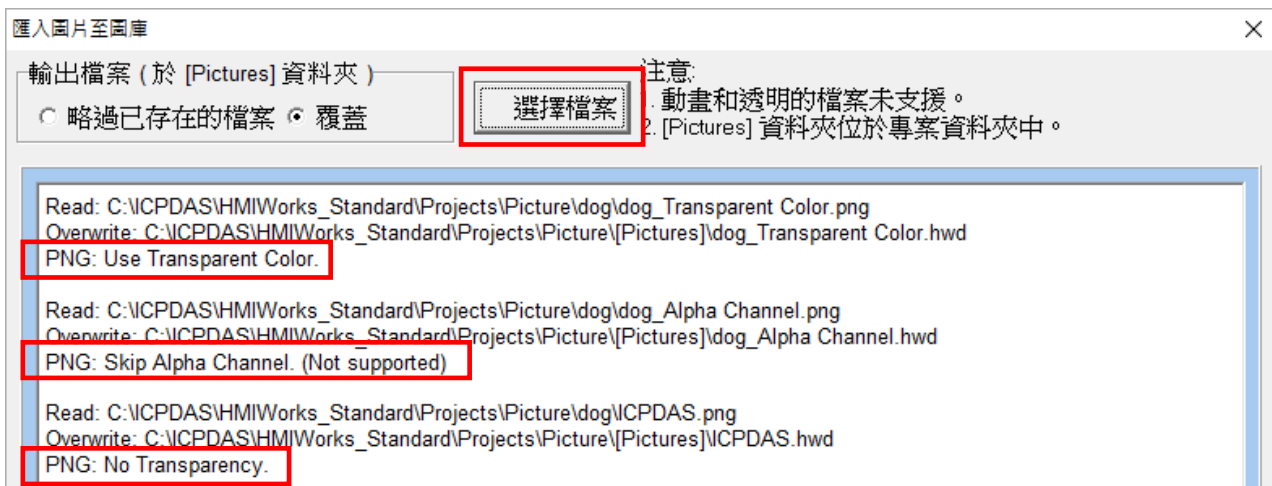 匯入圖片至圖庫
輸出檔案 ( 於 [Pictures] 資料夾 )
略過已存在的檔案 覆蓋
選擇檔案
注意:
1. 動畫和透明的檔案未支援。
2. [Pictures] 資料夾位於專案資料夾中。
Read: C:\ICPDAS\HMIWorks_Standard\Projects\Picture\dog\dog_Transparent Color.png
Overwrite: C:\ICPDAS\HMIWorks_Standard\Projects\Picture\[Pictures]\dog_Transparent Color.hwd
PNG: Use Transparent Color.
Read: C:\ICPDAS\HMIWorks_Standard\Projects\Picture\dog\dog_Alpha Channel.png
Overwrite: C:\ICPDAS\HMIWorks_Standard\Projects\Picture\[Pictures]\dog_Alpha Channel.hwd
PNG: Skip Alpha Channel. (Not supported)
Read: C:\ICPDAS\HMIWorks_Standard\Projects\Picture\dog\ICPDAS.png
Overwrite: C:\ICPDAS\HMIWorks_Standard\Projects\Picture\[Pictures]\ICPDAS.hwd
PNG: No Transparency.